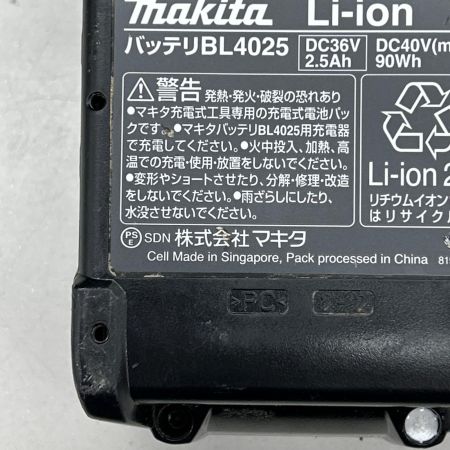 makita Li-ion
バッテリBL4025 DC36V DC40V(m
2.5Ah 90Wh
⚠警告 発熱・発火・破裂の恐れあり
●マキタ充電式工具専用の充電式電池パッ
クです。●マキタバッテリBL4025用充電器
で充電してください。●火中投入、加熱、高
温での充電・使用・放置をしないでください。
●変形やショートさせたり、分解・修理・改造
をしないでください。●雨ざらしにしたり、
水没させないでください。
Li-ion 2
リチウムイオン
はリサイクル
PSE SDN 株式会社マキタ
Cell Made in Singapore, Pack processed in China 81
>PC<